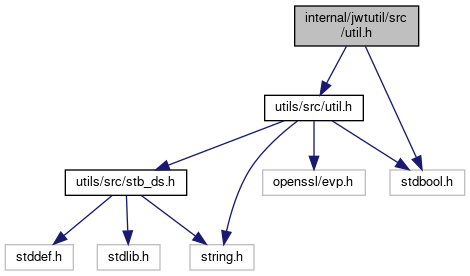 internal/jwtutil/src
/util.h
utils/src/util.h
utils/src/stb_ds.h
openssl/evp.h
stdbool.h
stddef.h
stdlib.h
string.h